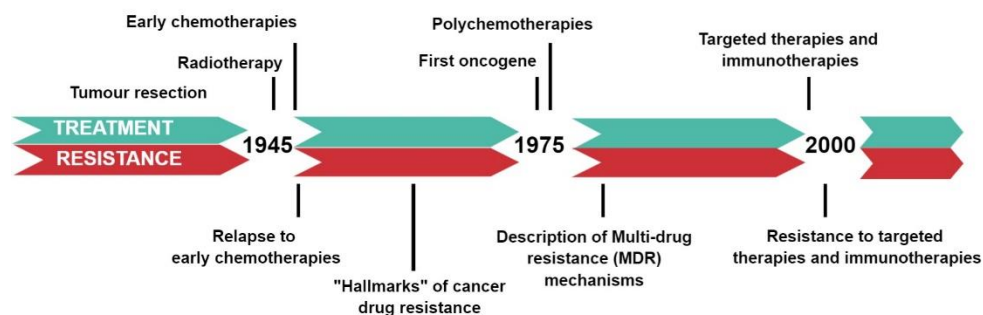 Early chemotherapies
Polychemotherapies
Targeted therapies and
immunotherapies
Radiotherapy
First oncogene
Tumour resection
TREATMENT
RESISTANCE
1945
1975
2000
Relapse to
early chemotherapies
"Hallmarks" of cancer
drug resistance
Description of Multi-drug
resistance (MDR)
mechanisms
Resistance to targeted
therapies and immunotherapies